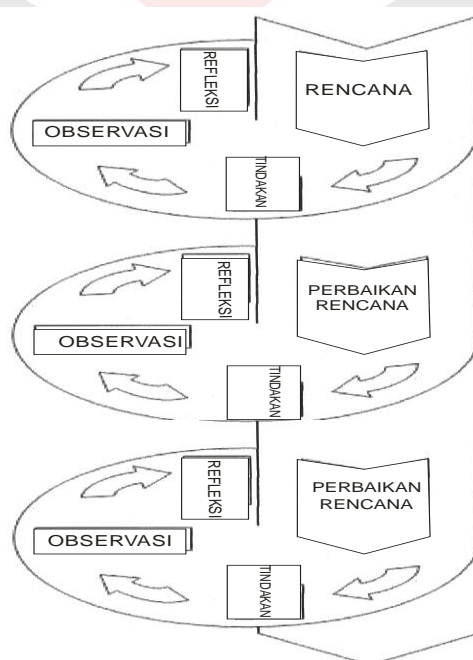 REFLEKSI
RENCANA
OBSERVASI
TINDAKAN
REFLEKSI
PERBAIKAN
RENCANA
OBSERVASI
TINDAKAN
REFLEKSI
PERBAIKAN
RENCANA
OBSERVASI
TINDAKAN